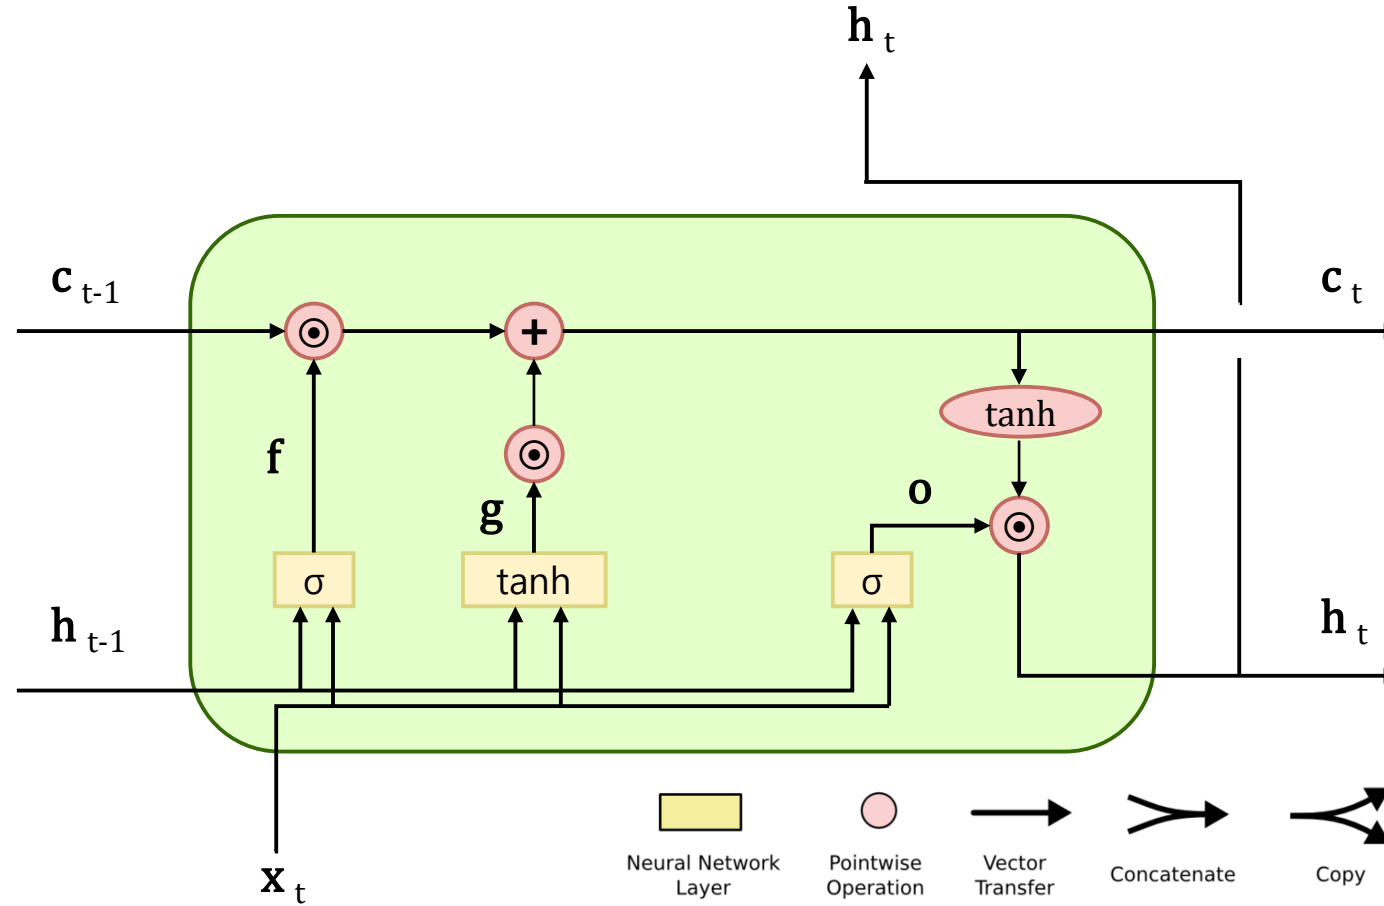 h t
c t-1
c t
⊙
+
tanh
f
⊙
o
g
⊙
σ
tanh
σ
h t-1
h t
x t
Neural Network
Layer
Pointwise
Operation
Vector
Transfer
Concatenate
Copy